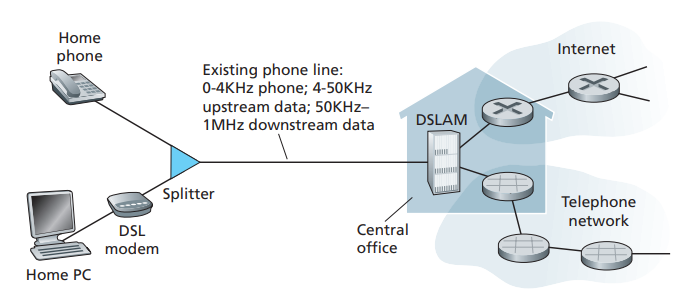 Home
phone
Existing phone line:
0-4KHz phone; 4-50KHz
upstream data; 50KHz–
1MHz downstream data
Internet
DSLAM
Splitter
DSL
modem
Home PC
Central
office
Telephone
network